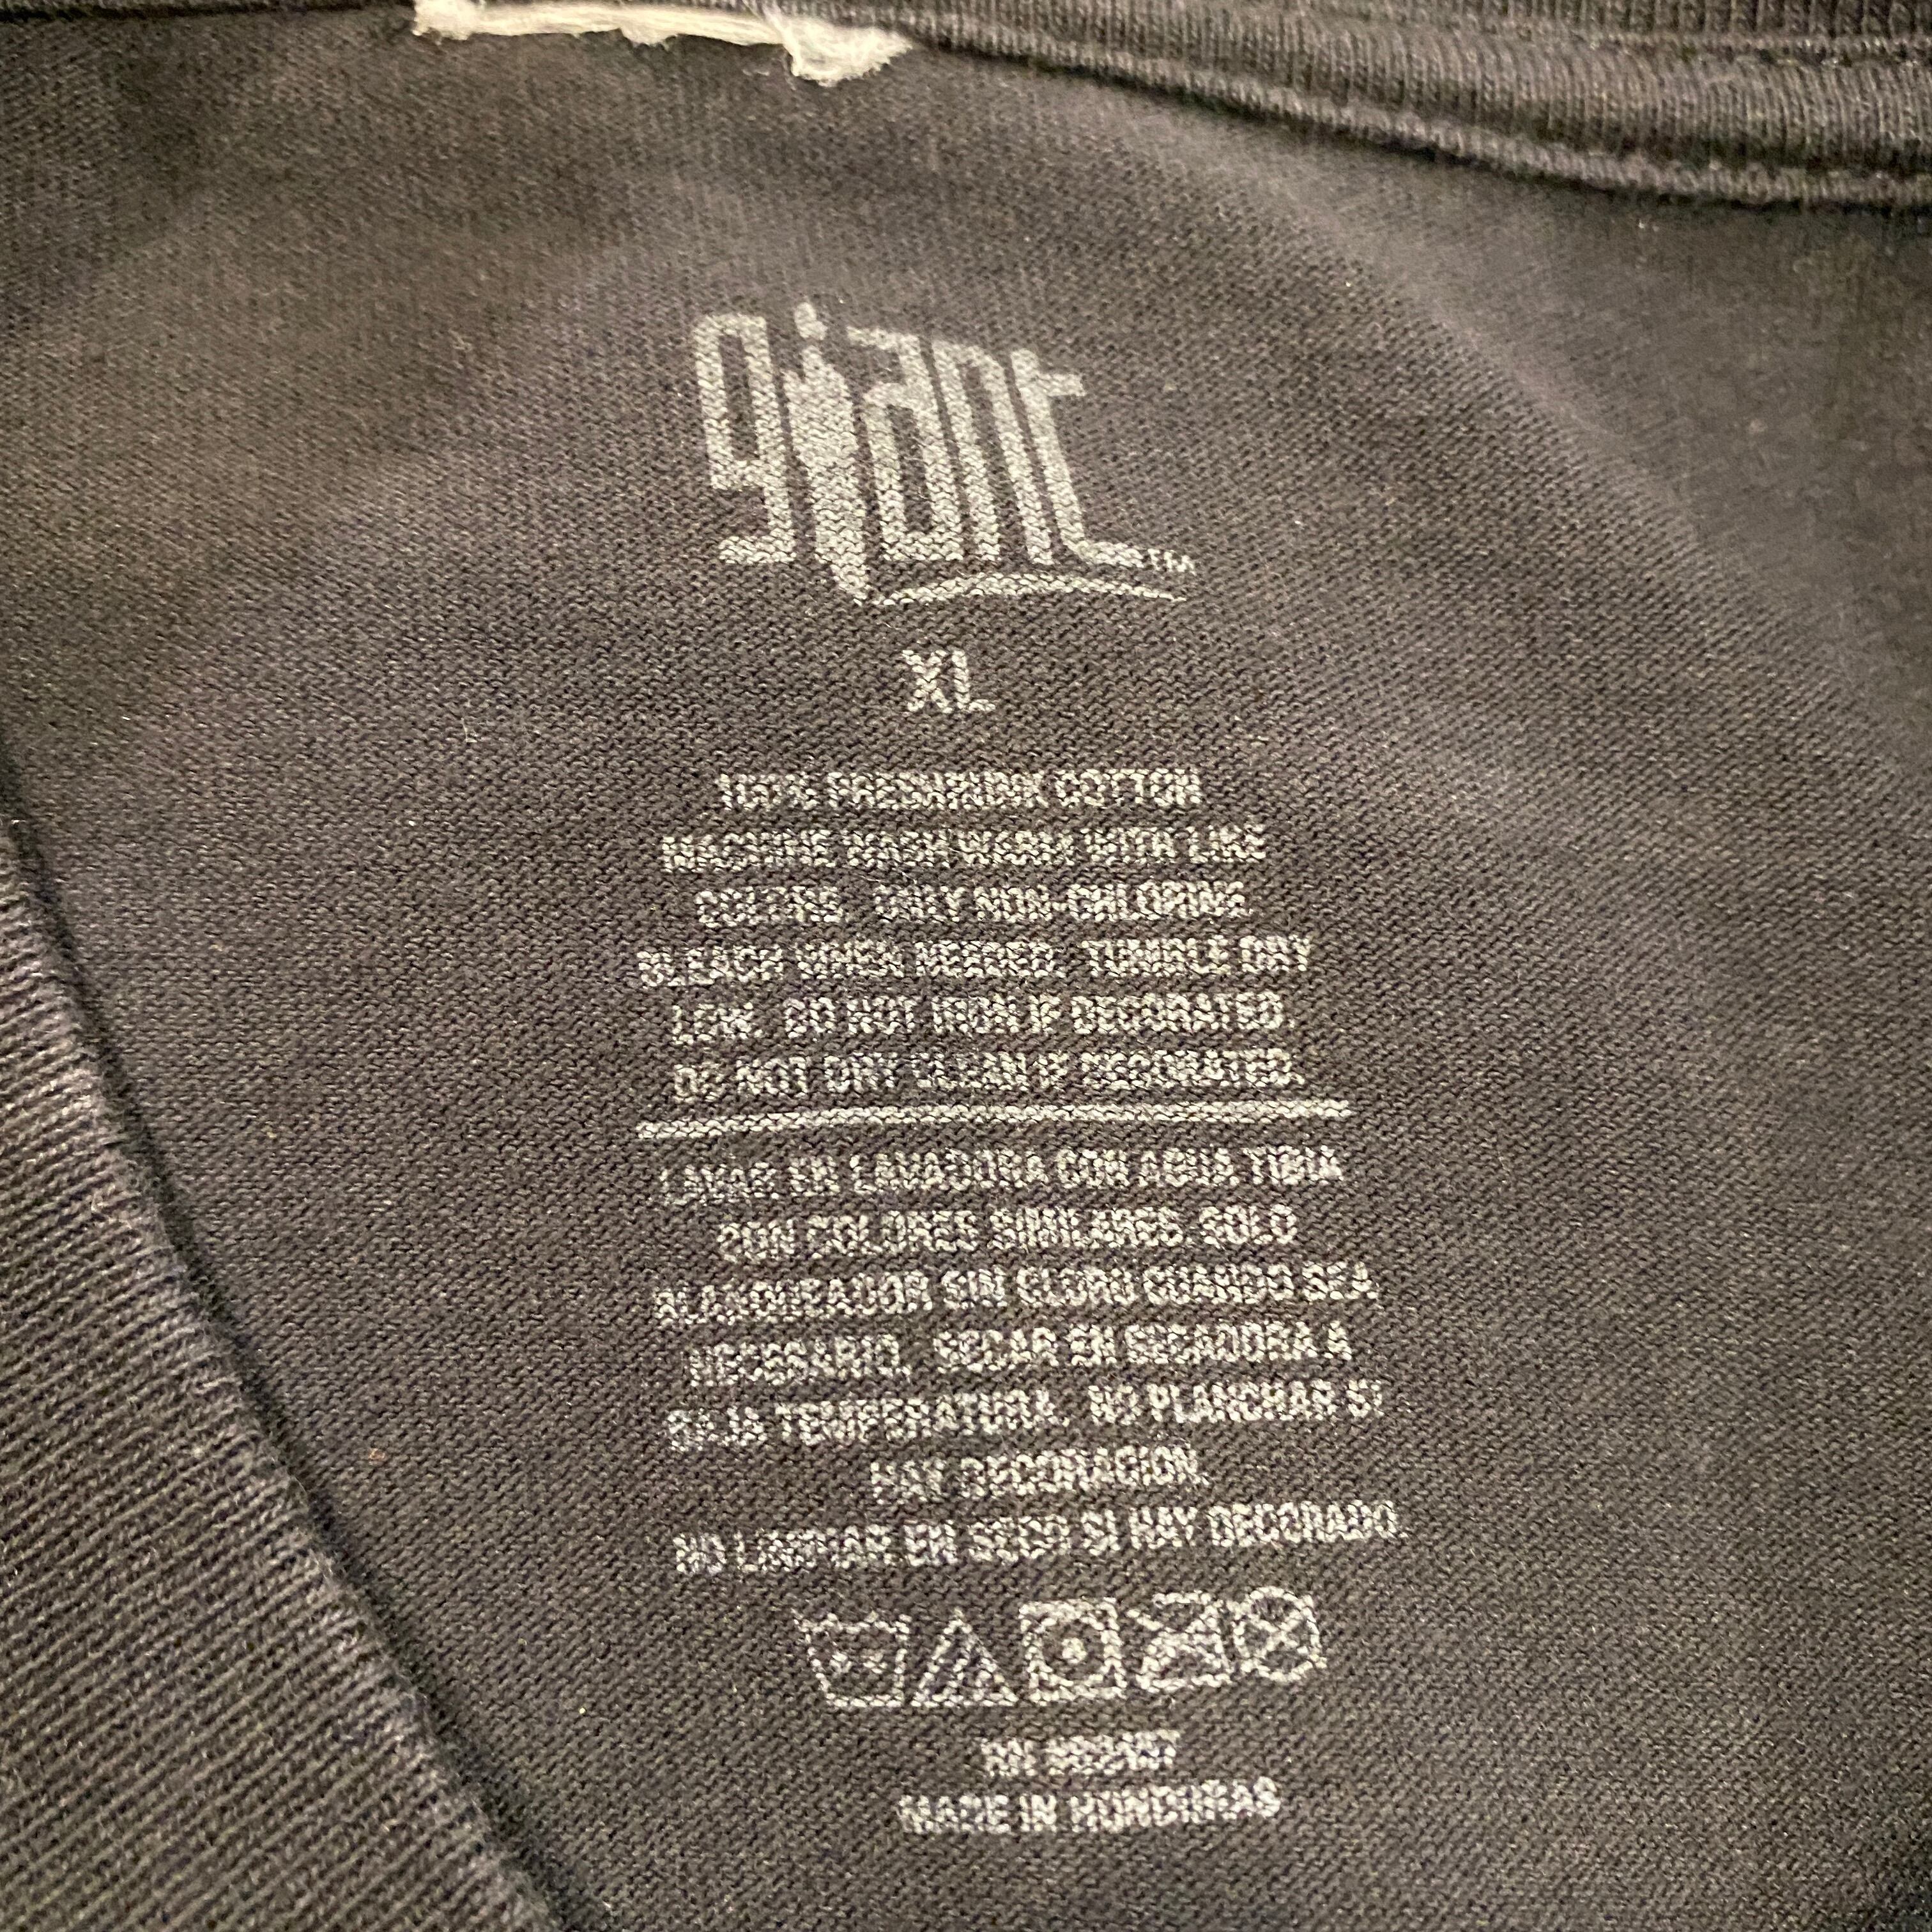 giant™
XL
100% PRESHRUNK COTTON
MACHINE WASH WARM WITH LIKE
COLORS. ONLY NON-CHLORINE
BLEACH WHEN NEEDED. TUMBLE DRY
LOW. DO NOT IRON IF DECORATED.
DO NOT DRY CLEAN IF DECORATED.
LAVAR EN LAVADORA CON AGUA TIBIA
CON COLORES SIMILARES SOLO
BLANQUEADOR SIN CLORO CUANDO SEA
NECESSARIO. SECAR EN SECADORA A
BAJA TEMPERATURA. NO PLANCHAR SI
HAY DECORACION.
NO LIMPIAR EN SECO SI HAY DECORADO.
RN
MADE IN HONDURAS